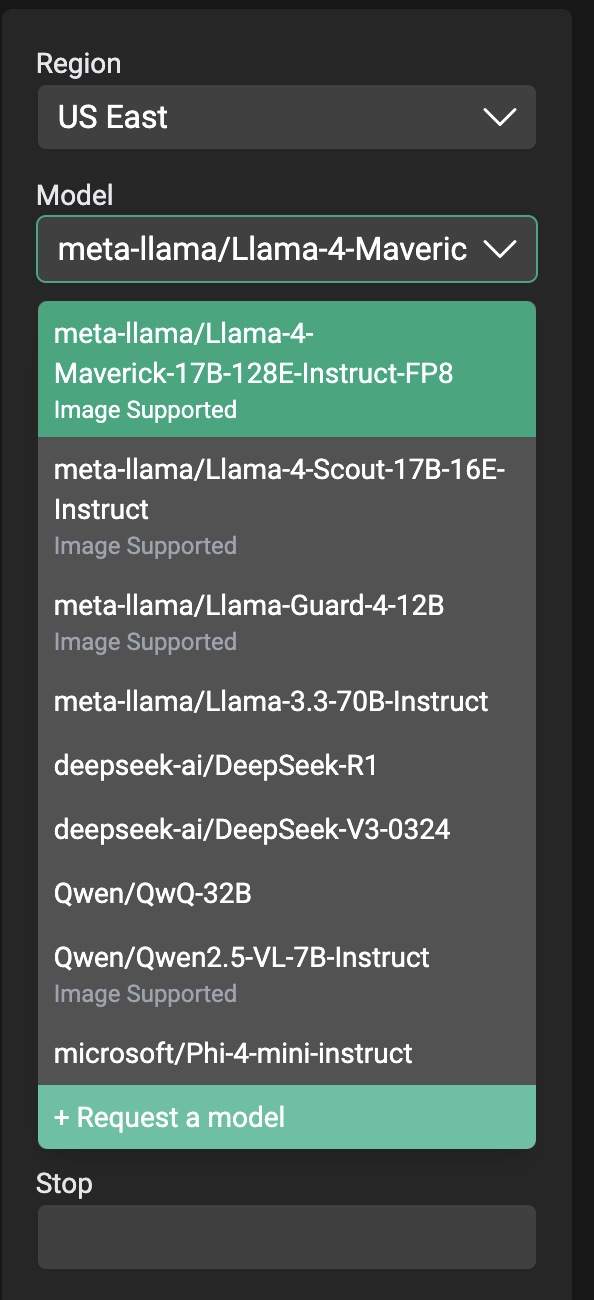 Region
US East
Model
meta-llama/Llama-4-Maveric
meta-llama/Llama-4-
Maverick-17B-128E-Instruct-FP8
Image Supported
meta-llama/Llama-4-Scout-17B-16E-
Instruct
Image Supported
meta-llama/Llama-Guard-4-12B
Image Supported
meta-llama/Llama-3.3-70B-Instruct
deepseek-ai/DeepSeek-R1
deepseek-ai/DeepSeek-V3-0324
Qwen/QwQ-32B
Qwen/Qwen2.5-VL-7B-Instruct
Image Supported
microsoft/Phi-4-mini-instruct
+ Request a model
Stop